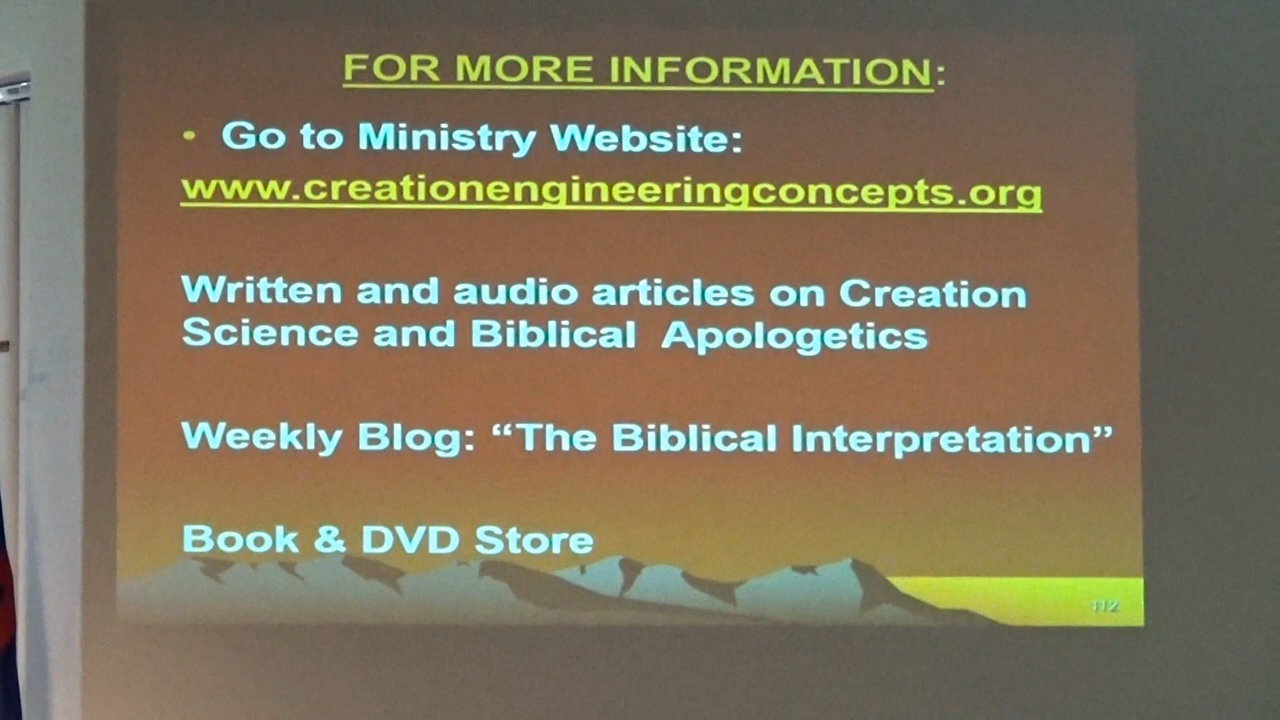 FOR MORE INFORMATION:
• Go to Ministry Website:
www.creationengineeringconcepts.org
Written and audio articles on Creation
Science and Biblical Apologetics
Weekly Blog: “The Biblical Interpretation”
Book & DVD Store
112